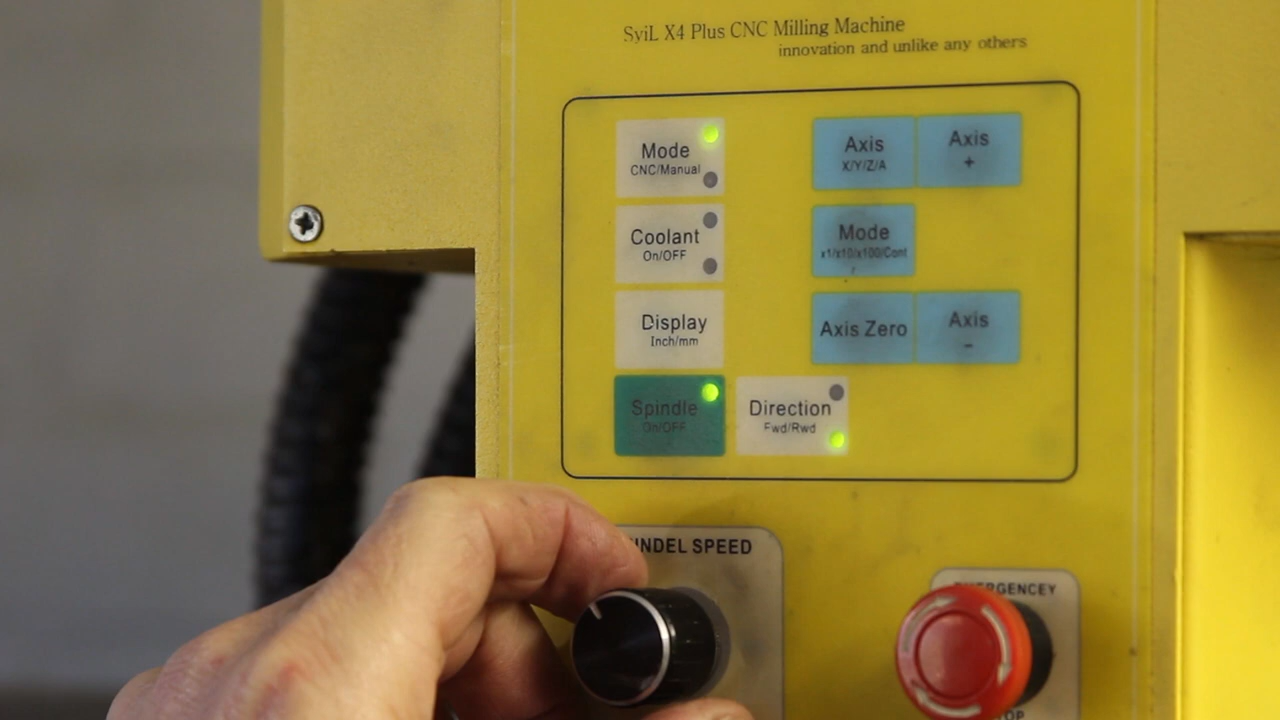 SyiL X4 Plus CNC Milling Machine
innovation and unlike any others
Mode
CNC/Manual
Axis
X/Y/Z/A
Axis
+
Coolant
On/OFF
Mode
x1/x10/x100/Cont
Display
Inch/mm
Axis Zero
Axis
–
Spindle
On/OFF
Direction
Fwd/Rwd
INDEL SPEED
ERGENCEY
OP